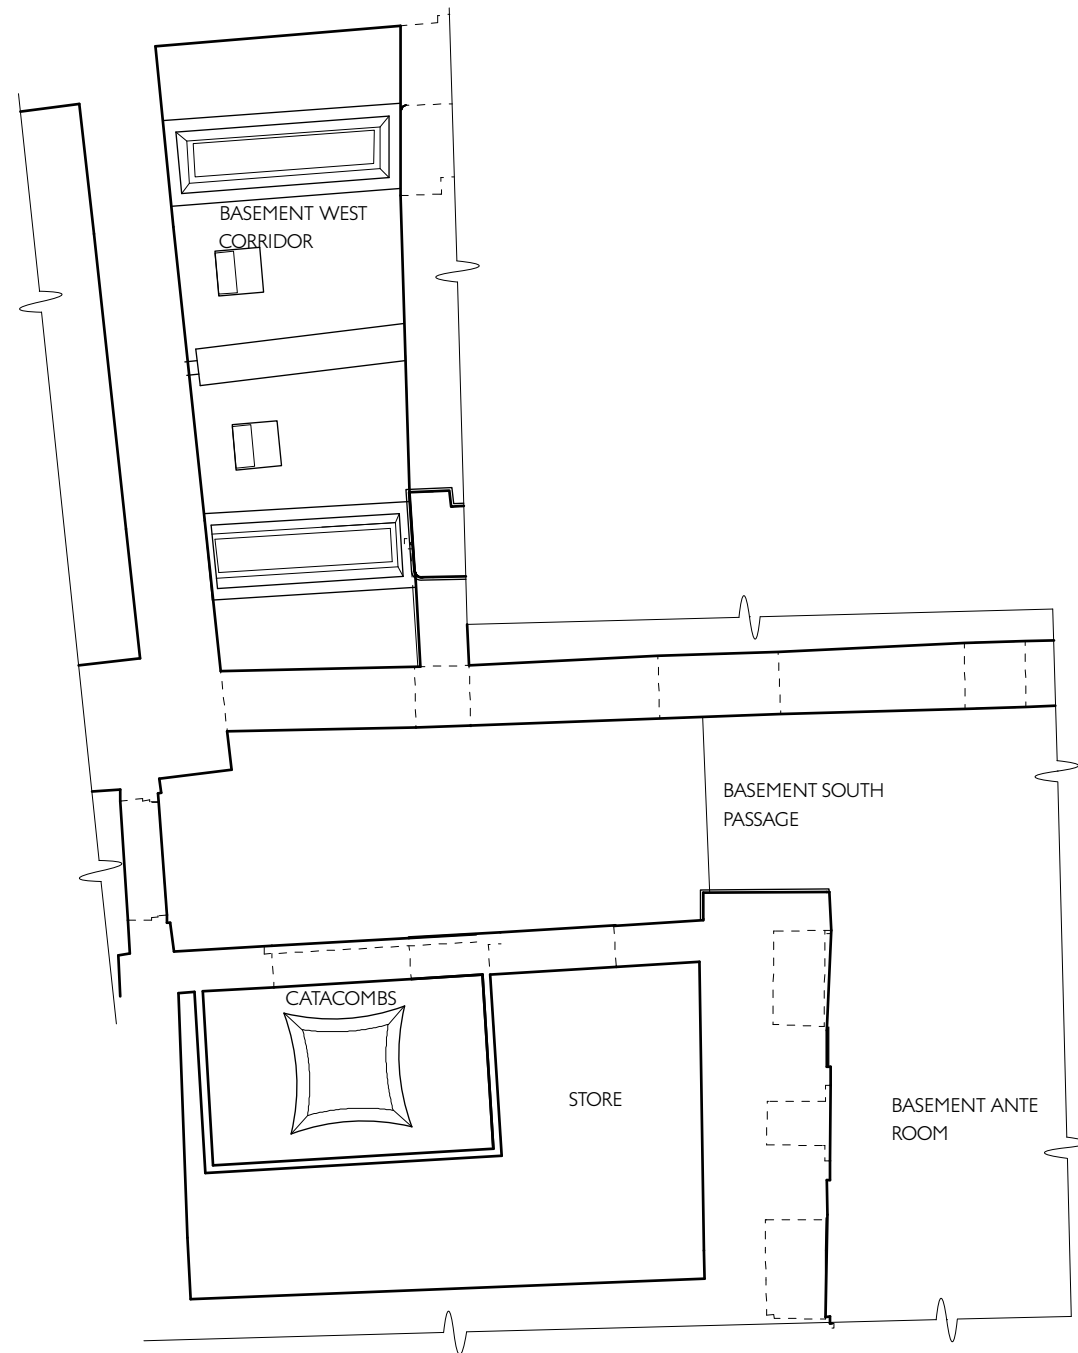 BASEMENT WEST
CORRIDOR
BASEMENT SOUTH
PASSAGE
CATACOMBS
STORE
BASEMENT ANTE
ROOM